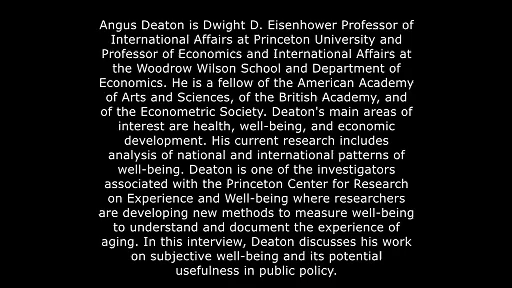 Angus Deaton is Dwight D. Eisenhower Professor of
International Affairs at Princeton University and
Professor of Economics and International Affairs at
the Woodrow Wilson School and Department of
Economics. He is a fellow of the American Academy
of Arts and Sciences, of the British Academy, and
of the Econometric Society. Deaton's main areas of
interest are health, well-being, and economic
development. His current research includes
analysis of national and international patterns of
well-being. Deaton is one of the investigators
associated with the Princeton Center for Research
on Experience and Well-being where researchers
are developing new methods to measure well-being
to understand and document the experience of
aging. In this interview, Deaton discusses his work
on subjective well-being and its potential
usefulness in public policy.